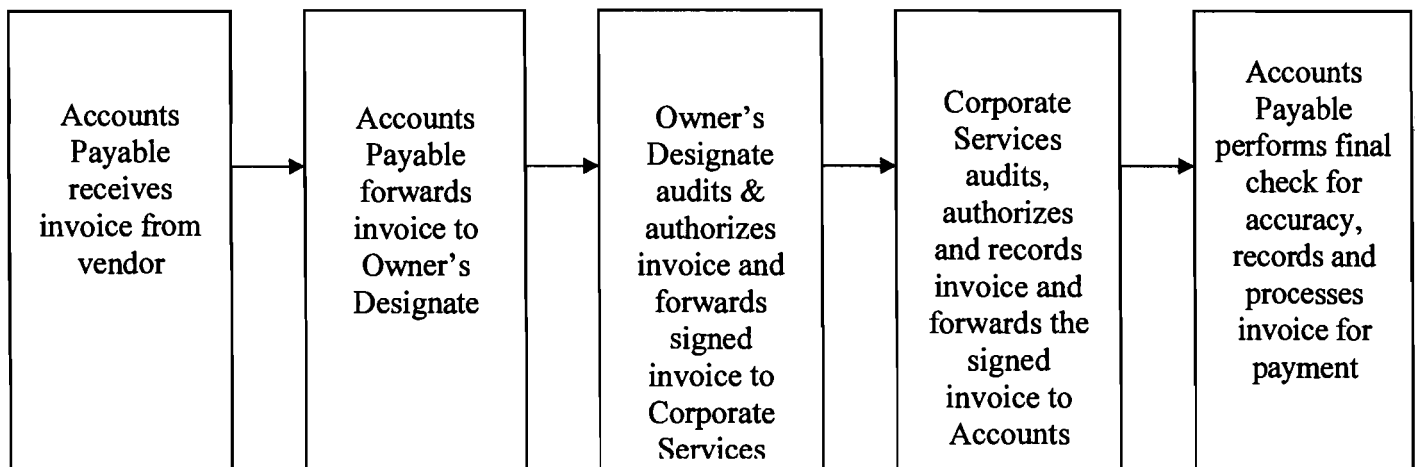 Accounts
Payable
receives
invoice from
vendor
Accounts
Payable
forwards
invoice to
Owner's
Designate
Owner's
Designate
audits &
authorizes
invoice and
forwards
signed
invoice to
Corporate
Services
Corporate
Services
audits,
authorizes
and records
invoice and
forwards the
signed
invoice to
Accounts
Accounts
Payable
performs final
check for
accuracy,
records and
processes
invoice for
payment